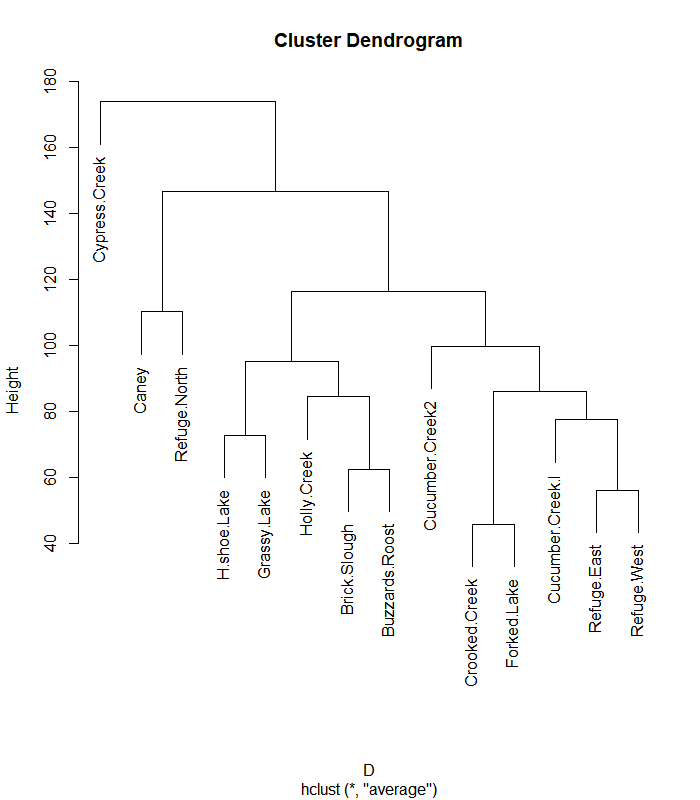 Cluster Dendrogram
Height
180
160
140
120
100
80
60
40
Cypress.Creek
Caney
Refuge.North
H.shoe.Lake
Grassy.Lake
Holly.Creek
Brick.Slough
Buzzards.Roost
Cucumber.Creek2
Crooked.Creek
Forked.Lake
Cucumber.Creek.I
Refuge.East
Refuge.West
D
hclust (*, "average")